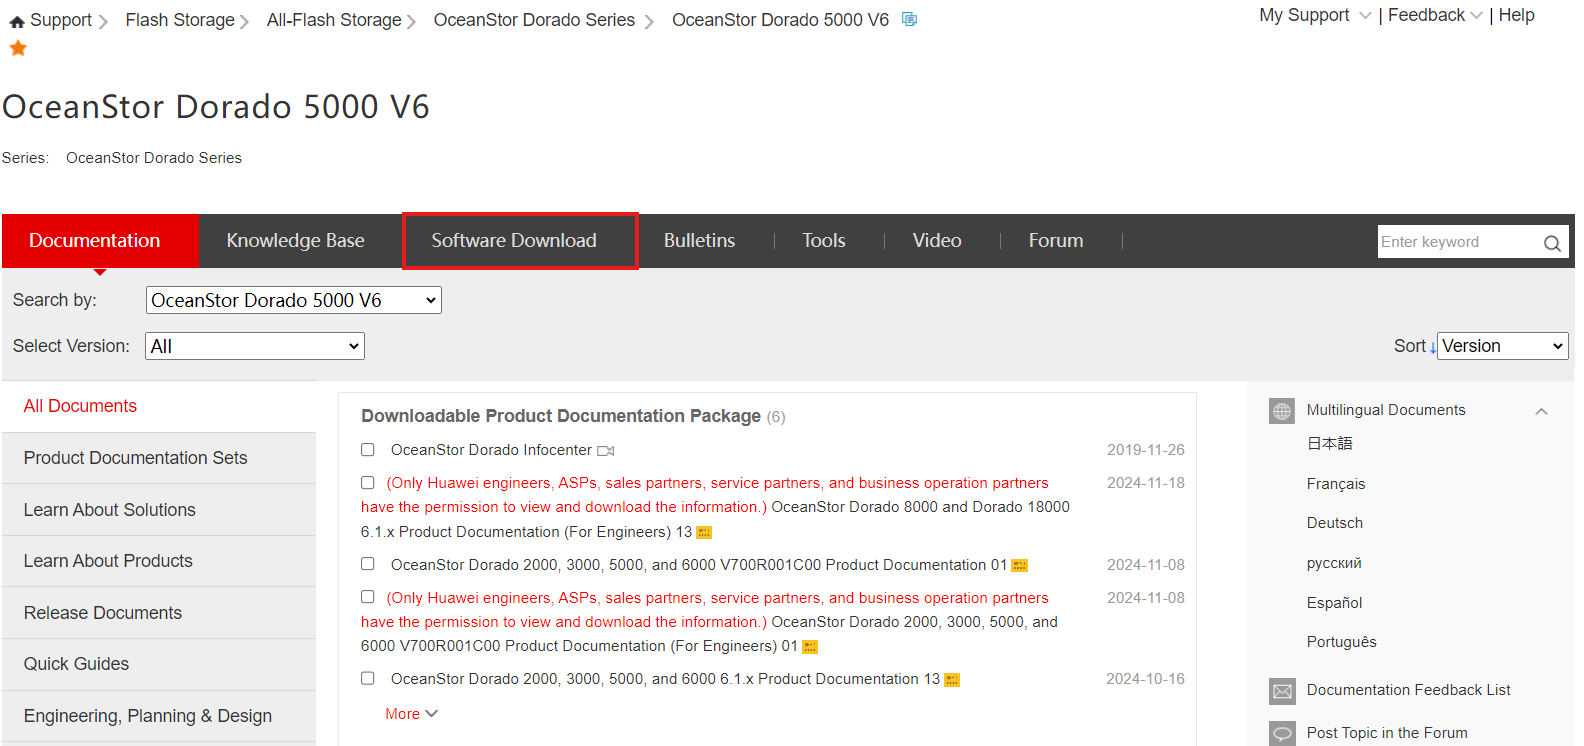 Support > Flash Storage > All-Flash Storage > OceanStor Dorado Series > OceanStor Dorado 5000 V6
My Support | Feedback | Help
OceanStor Dorado 5000 V6
Series: OceanStor Dorado Series
Documentation Knowledge Base Software Download Bulletins | Tools | Video | Forum |
Enter keyword
Search by: OceanStor Dorado 5000 V6
Select Version: All
Sort Version
All Documents
Product Documentation Sets
Learn About Solutions
Learn About Products
Release Documents
Quick Guides
Engineering, Planning & Design
Downloadable Product Documentation Package (6)
OceanStor Dorado Infocenter 2019-11-26
(Only Huawei engineers, ASPs, sales partners, service partners, and business operation partners 2024-11-18
have the permission to view and download the information.) OceanStor Dorado 8000 and Dorado 18000
6.1.x Product Documentation (For Engineers) 13
OceanStor Dorado 2000, 3000, 5000, and 6000 V700R001C00 Product Documentation 01 2024-11-08
(Only Huawei engineers, ASPs, sales partners, service partners, and business operation partners 2024-11-08
have the permission to view and download the information.) OceanStor Dorado 2000, 3000, 5000, and
6000 V700R001C00 Product Documentation (For Engineers) 01
OceanStor Dorado 2000, 3000, 5000, and 6000 6.1.x Product Documentation 13 2024-10-16
More
Multilingual Documents
日本語
Français
Deutsch
русский
Español
Português
Documentation Feedback List
Post Topic in the Forum